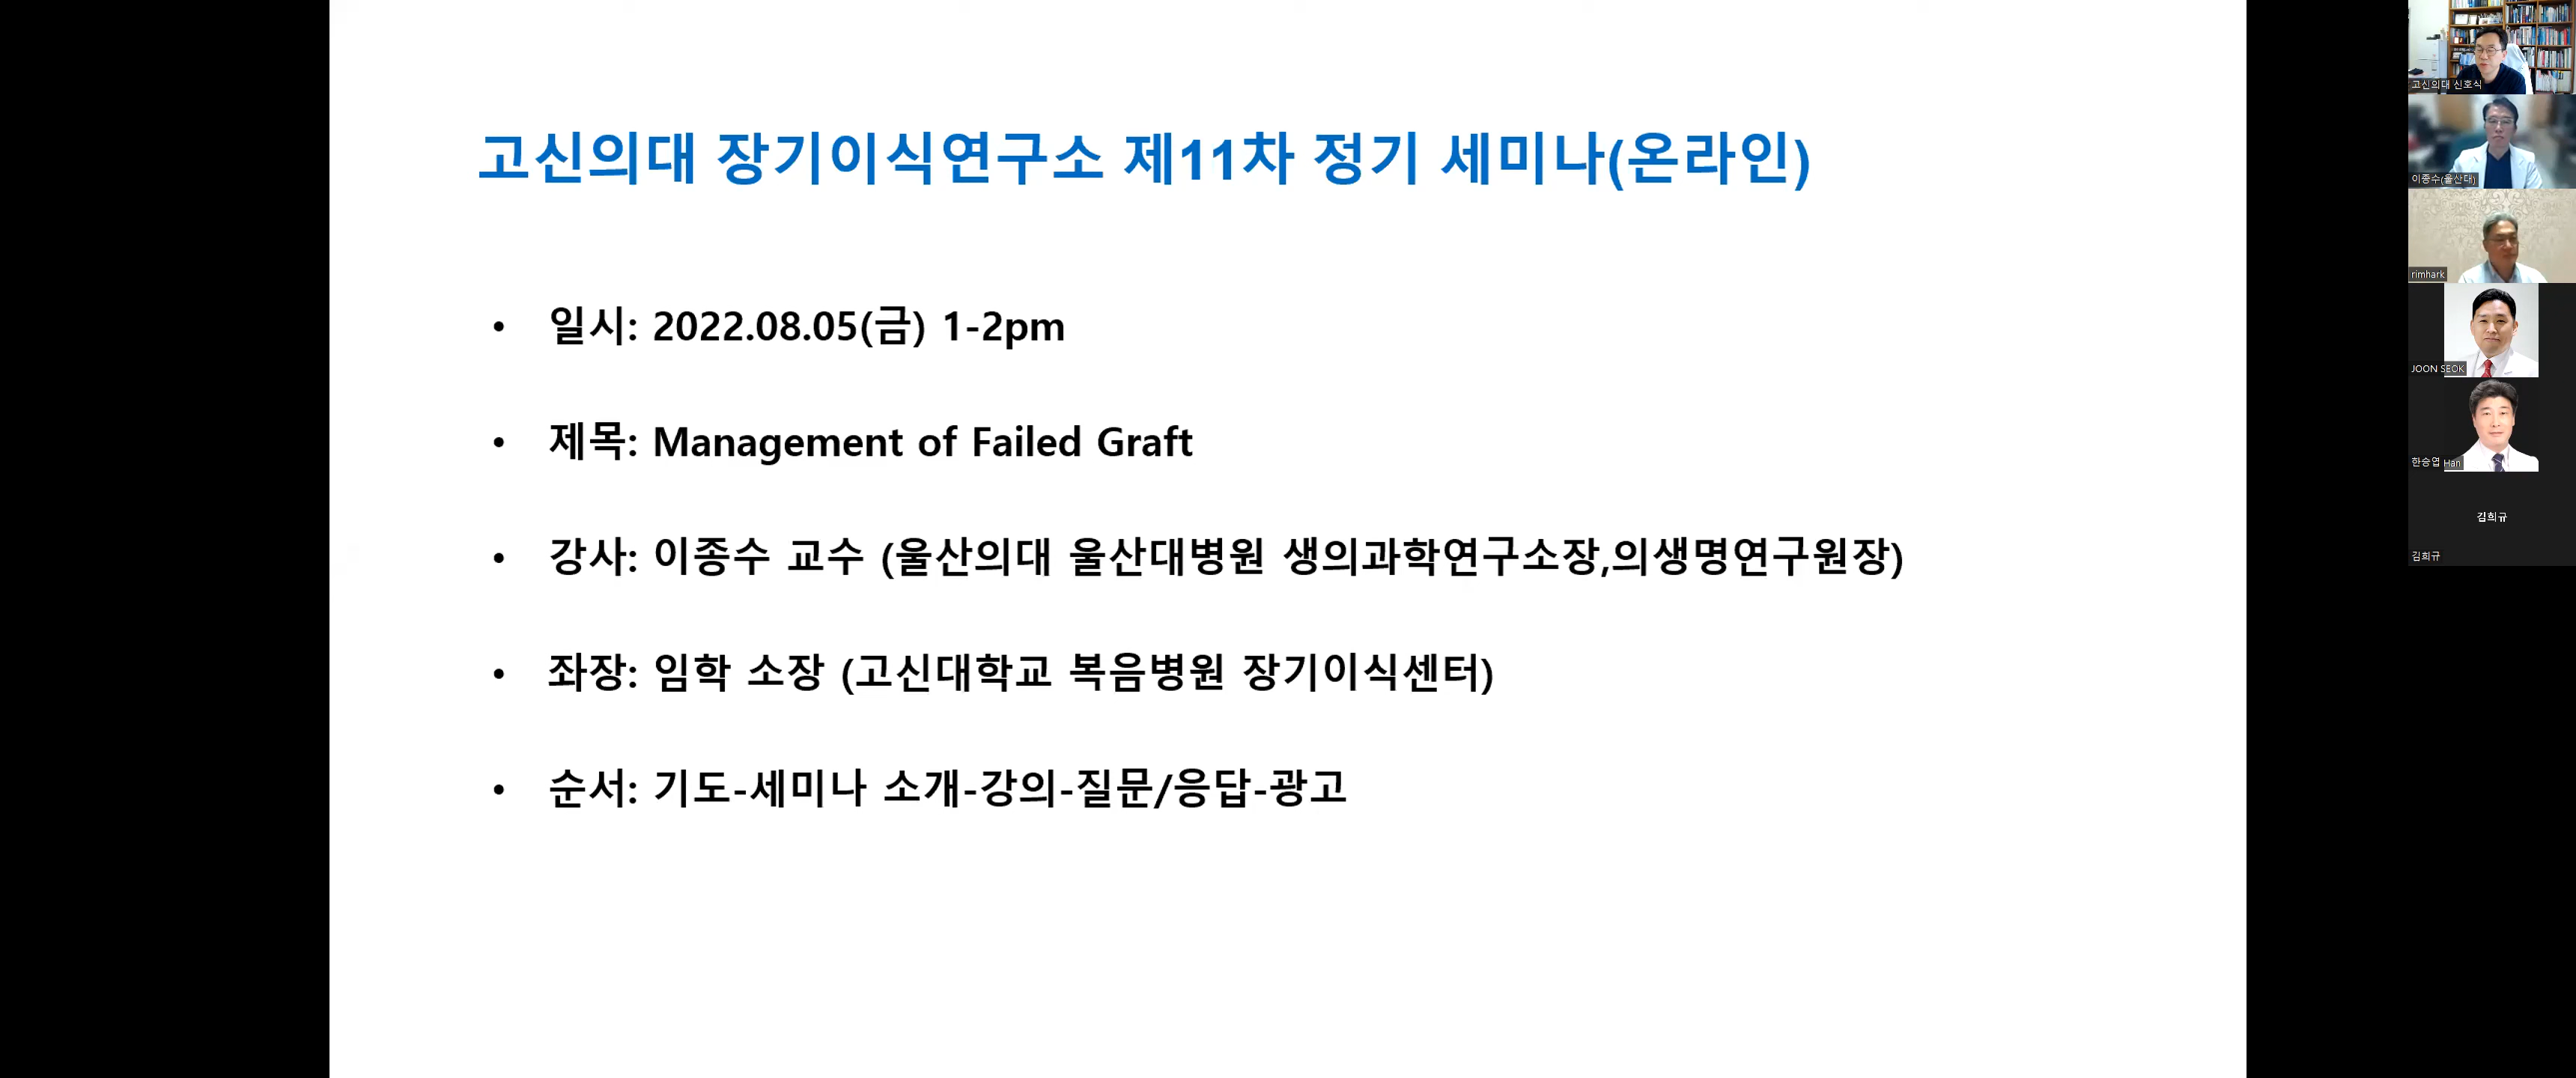 고신의대 장기이식연구소 제11차 정기 세미나(온라인)
• 일시: 2022.08.05(금) 1-2pm
• 제목: Management of Failed Graft
• 강사: 이종수 교수 (울산의대 울산대병원 생의과학연구소장,의생명연구원장)
• 좌장: 임학 소장 (고신대학교 복음병원 장기이식센터)
• 순서: 기도-세미나 소개-강의-질문/응답-광고
고신의대 신호식
이종수(울산대)
rimhark
JOON SEOK
한승엽 Han
김희규
김희규